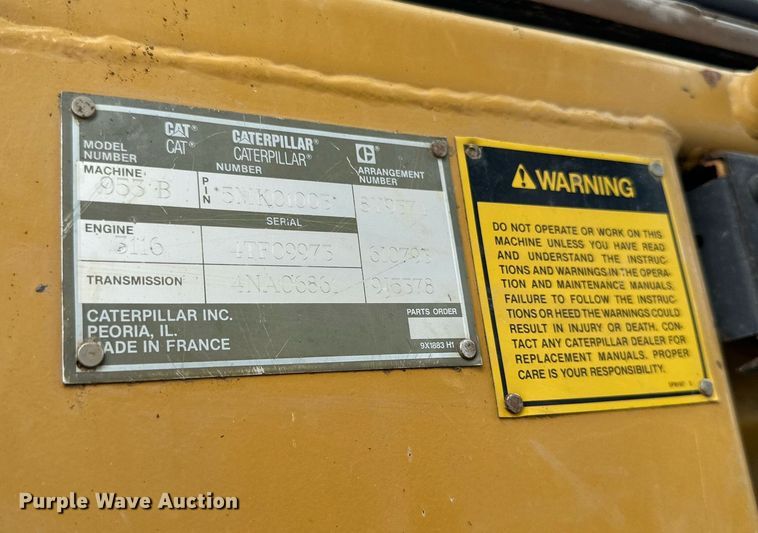 CAT® CATERPILLAR®
CAT® CATERPILLAR®
MODEL NUMBER NUMBER ARRANGEMENT NUMBER
MACHINE
953 B PIN
SERIAL
ENGINE
3116 4TF09973 610793
TRANSMISSION
CATERPILLAR INC.
PEORIA, IL.
MADE IN FRANCE
PARTS ORDER
9X1883 H1
WARNING
DO NOT OPERATE OR WORK ON THIS
MACHINE UNLESS YOU HAVE READ
AND UNDERSTAND THE INSTRUC-
TIONS AND WARNINGS IN THE OPERA-
TION AND MAINTENANCE MANUALS.
FAILURE TO FOLLOW THE INSTRUC-
TIONS OR HEED THE WARNINGS COULD
RESULT IN INJURY OR DEATH. CON-
TACT ANY CATERPILLAR DEALER FOR
REPLACEMENT MANUALS. PROPER
CARE IS YOUR RESPONSIBILITY.
Purple Wave Auction